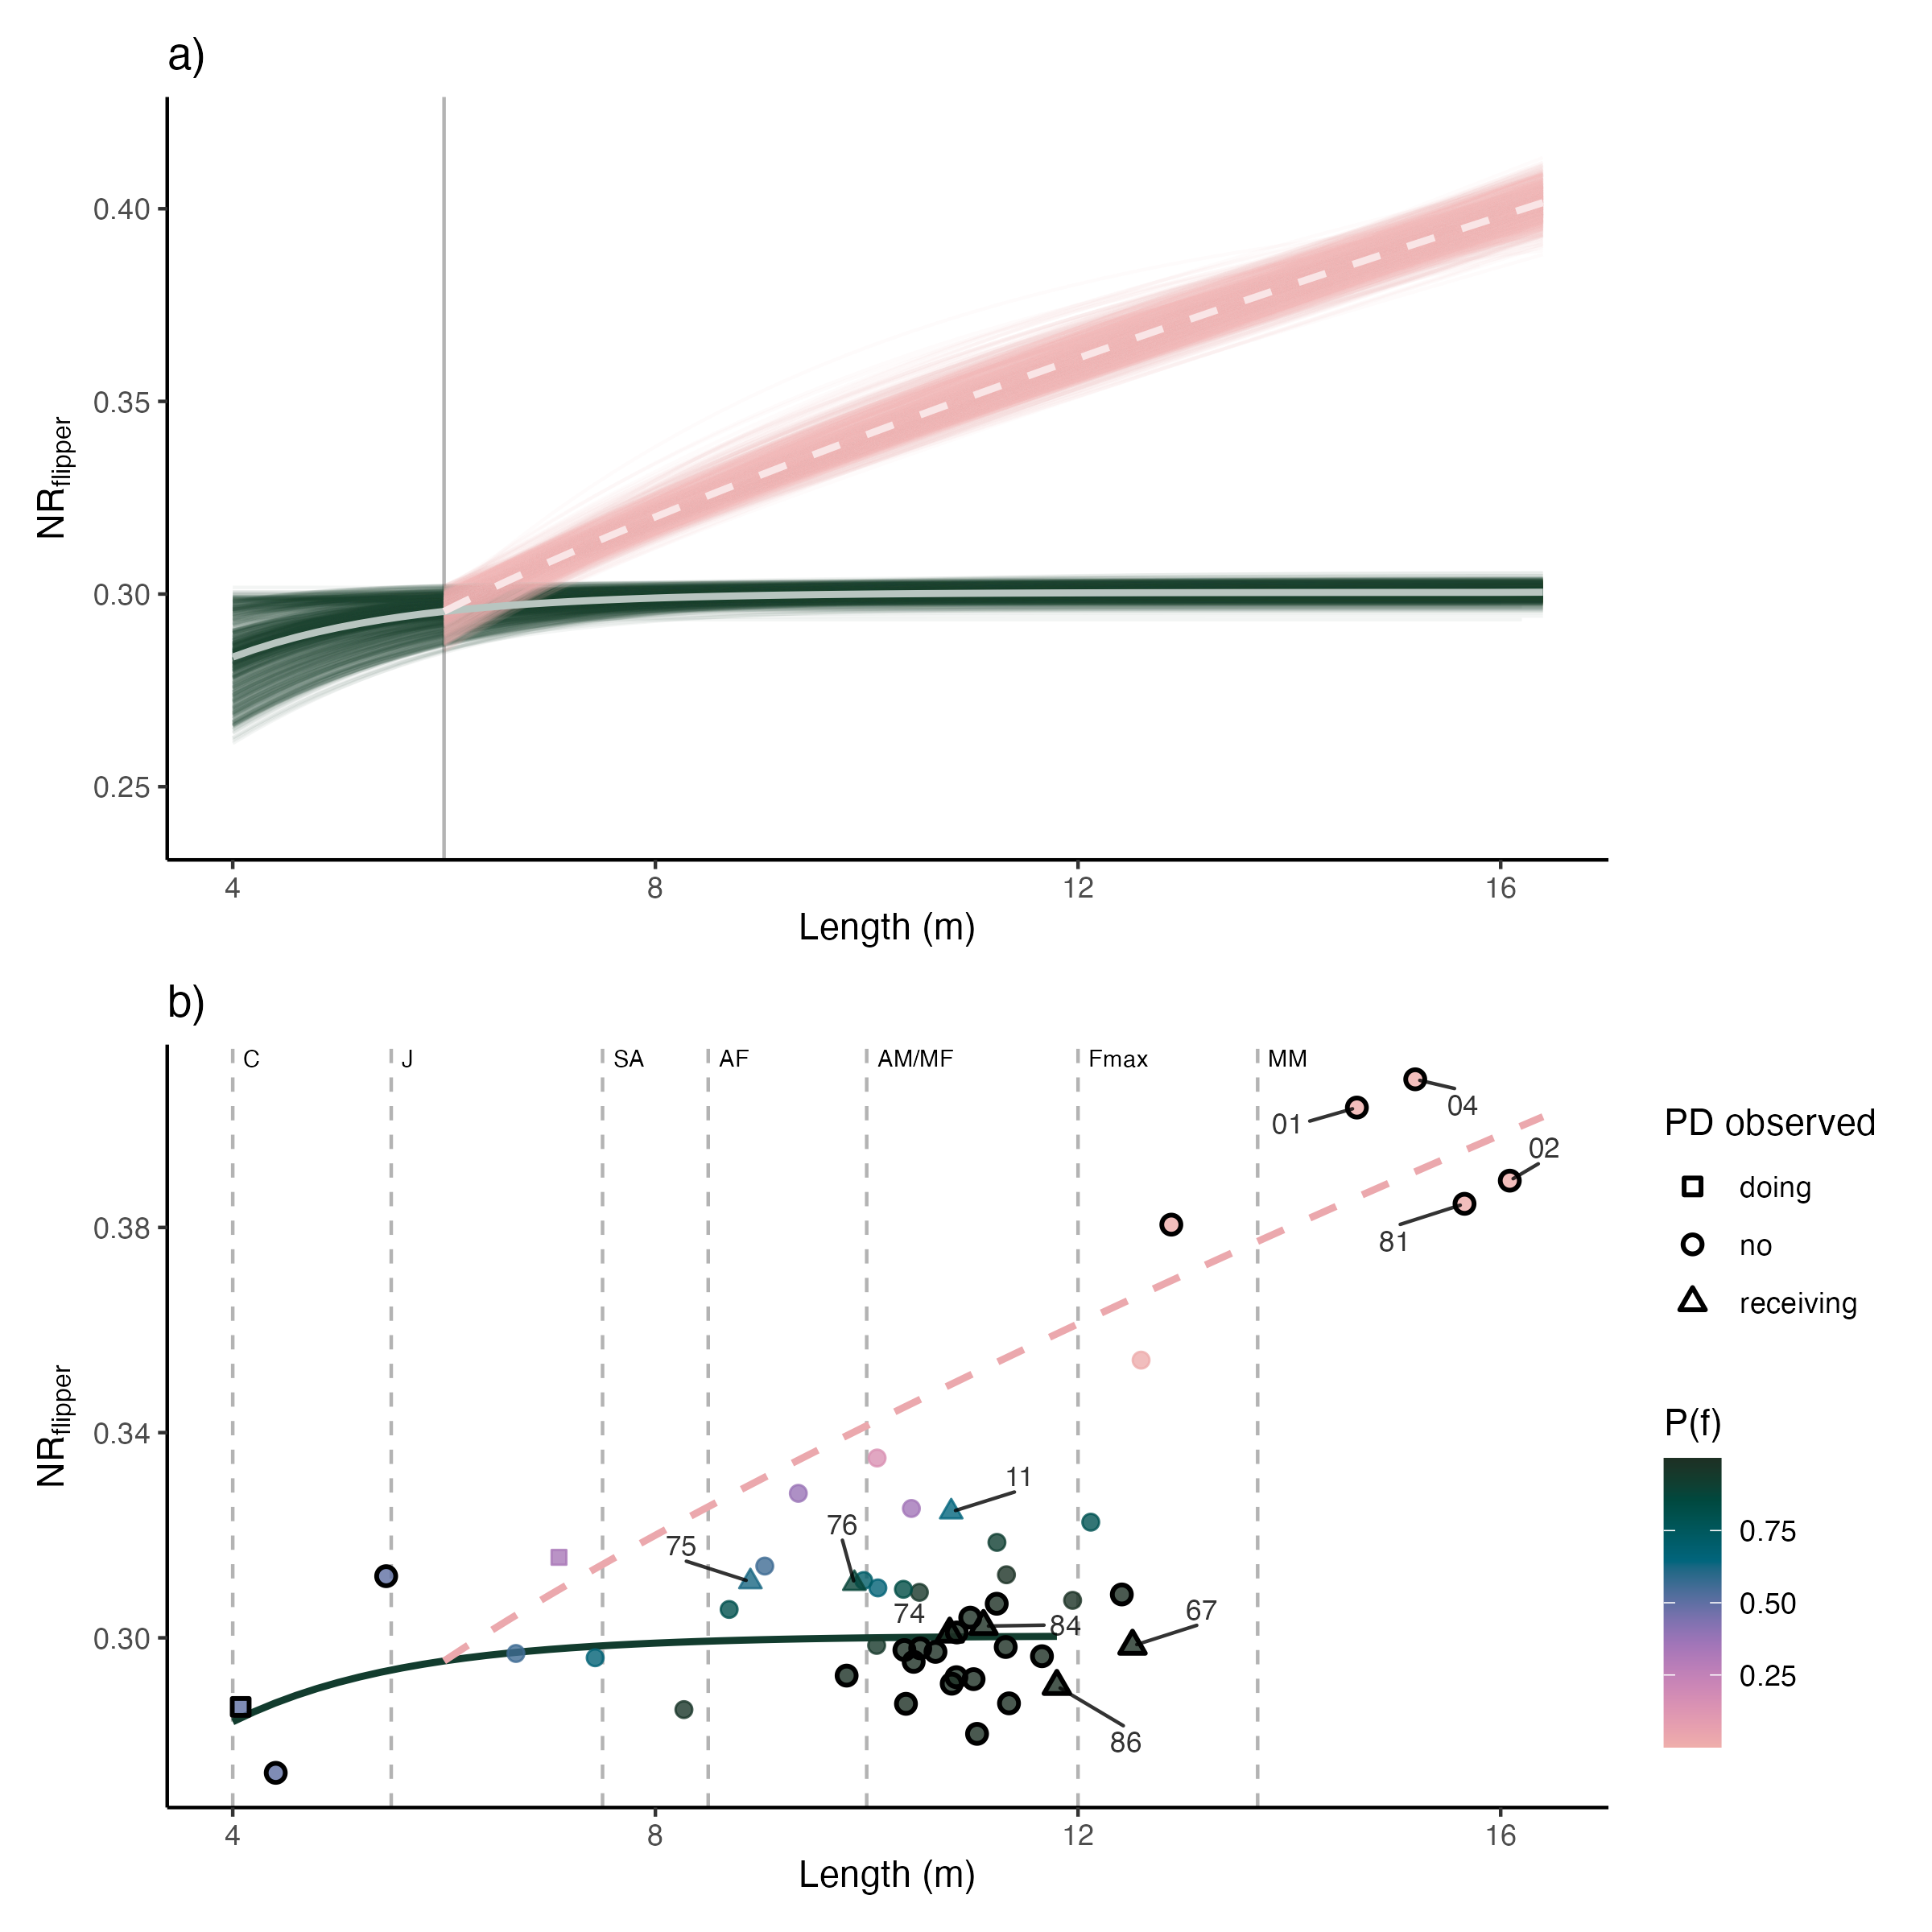 a)
0.40
0.35
0.30
0.25
NRflipper
4 8 12 16
Length (m)
b)
C J SA AF AM/MF Fmax MM
04
01
02
81
11
76
75
74
84
67
86
0.38
0.34
0.30
NRflipper
4 8 12 16
Length (m)
PD observed
doing
no
receiving
P(f)
0.75
0.50
0.25